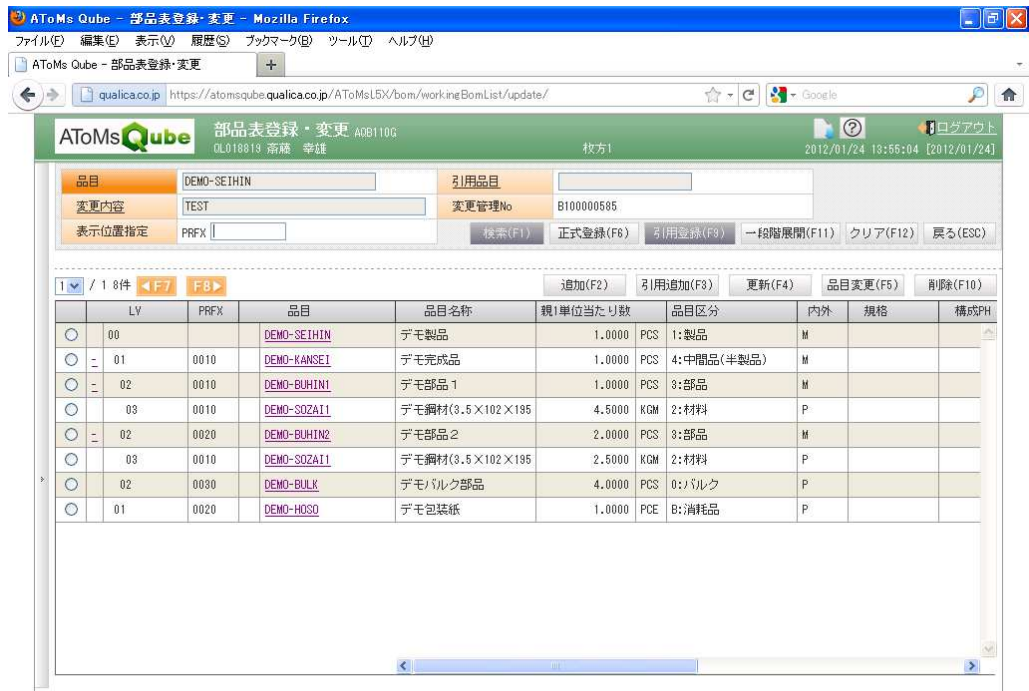 AToMs Qube - 部品表登録・変更 - Mozilla Firefox
ファイル(F) 編集(E) 表示(V) 履歴(S) ブックマーク(B) ツール(T) ヘルプ(H)
AToMs Qube - 部品表登録・変更 +
qualica.co.jp https://atomsqube.qualica.co.jp/AToMsL5X/bom/workingBomList/update/ Google
AToMsQube 部品表登録・変更 AOB110G ? ログアウト
OL018819 斎藤 幸雄 枚方1 2012/01/24 13:55:04 [2012/01/24]
品目 DEMO-SEIHIN 引用品目
変更内容 TEST 変更管理No B100000585
表示位置指定 PRFX 検索(F1) 正式登録(F6) 引用登録(F9) 一段階展開(F11) クリア(F12) 戻る(ESC)
1 / 1 8件 F7 F8 追加(F2) 引用追加(F3) 更新(F4) 品目変更(F5) 削除(F10)
LV PRFX 品目 品目名称 親1単位当たり数 品目区分 内外 規格 構成PH
00 DEMO-SEIHIN デモ製品 1.0000 PCS 1:製品 M
- 01 0010 DEMO-KANSEI デモ完成品 1.0000 PCS 4:中間品(半製品) M
- 02 0010 DEMO-BUHIN1 デモ部品1 1.0000 PCS 3:部品 M
03 0010 DEMO-SOZAI1 デモ鋼材(3.5×102×195 4.5000 KGM 2:材料 P
- 02 0020 DEMO-BUHIN2 デモ部品2 2.0000 PCS 3:部品 M
03 0010 DEMO-SOZAI1 デモ鋼材(3.5×102×195 2.5000 KGM 2:材料 P
02 0030 DEMO-BULK デモバルク部品 4.0000 PCS 0:バルク P
01 0020 DEMO-HOSO デモ包装紙 1.0000 PCE B:消耗品 P